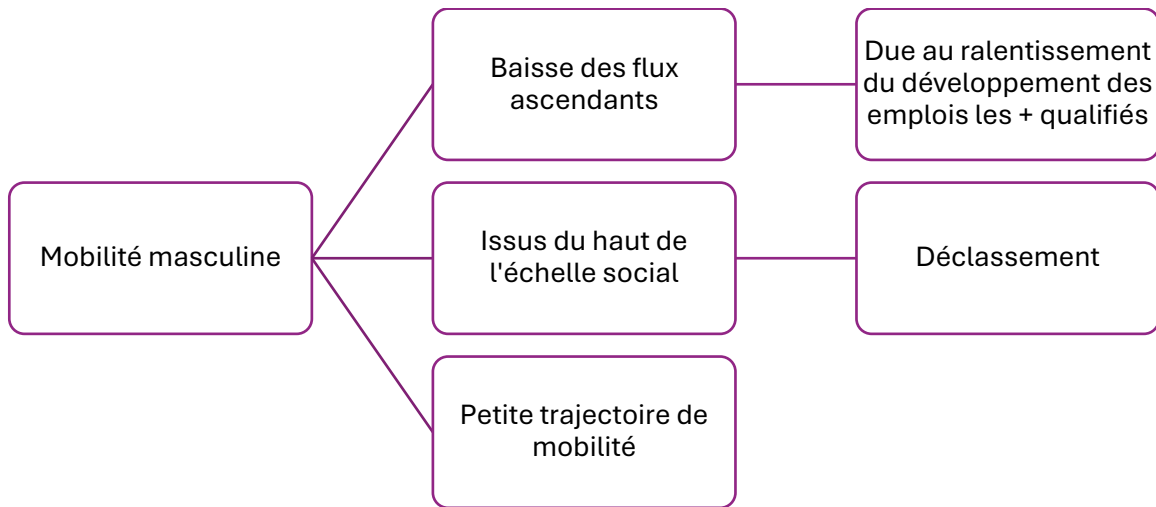 Mobilité masculine
Baisse des flux
ascendants
Due au ralentissement
du développement des
emplois les + qualifiés
Issus du haut de
l'échelle social
Déclassement
Petite trajectoire de
mobilité